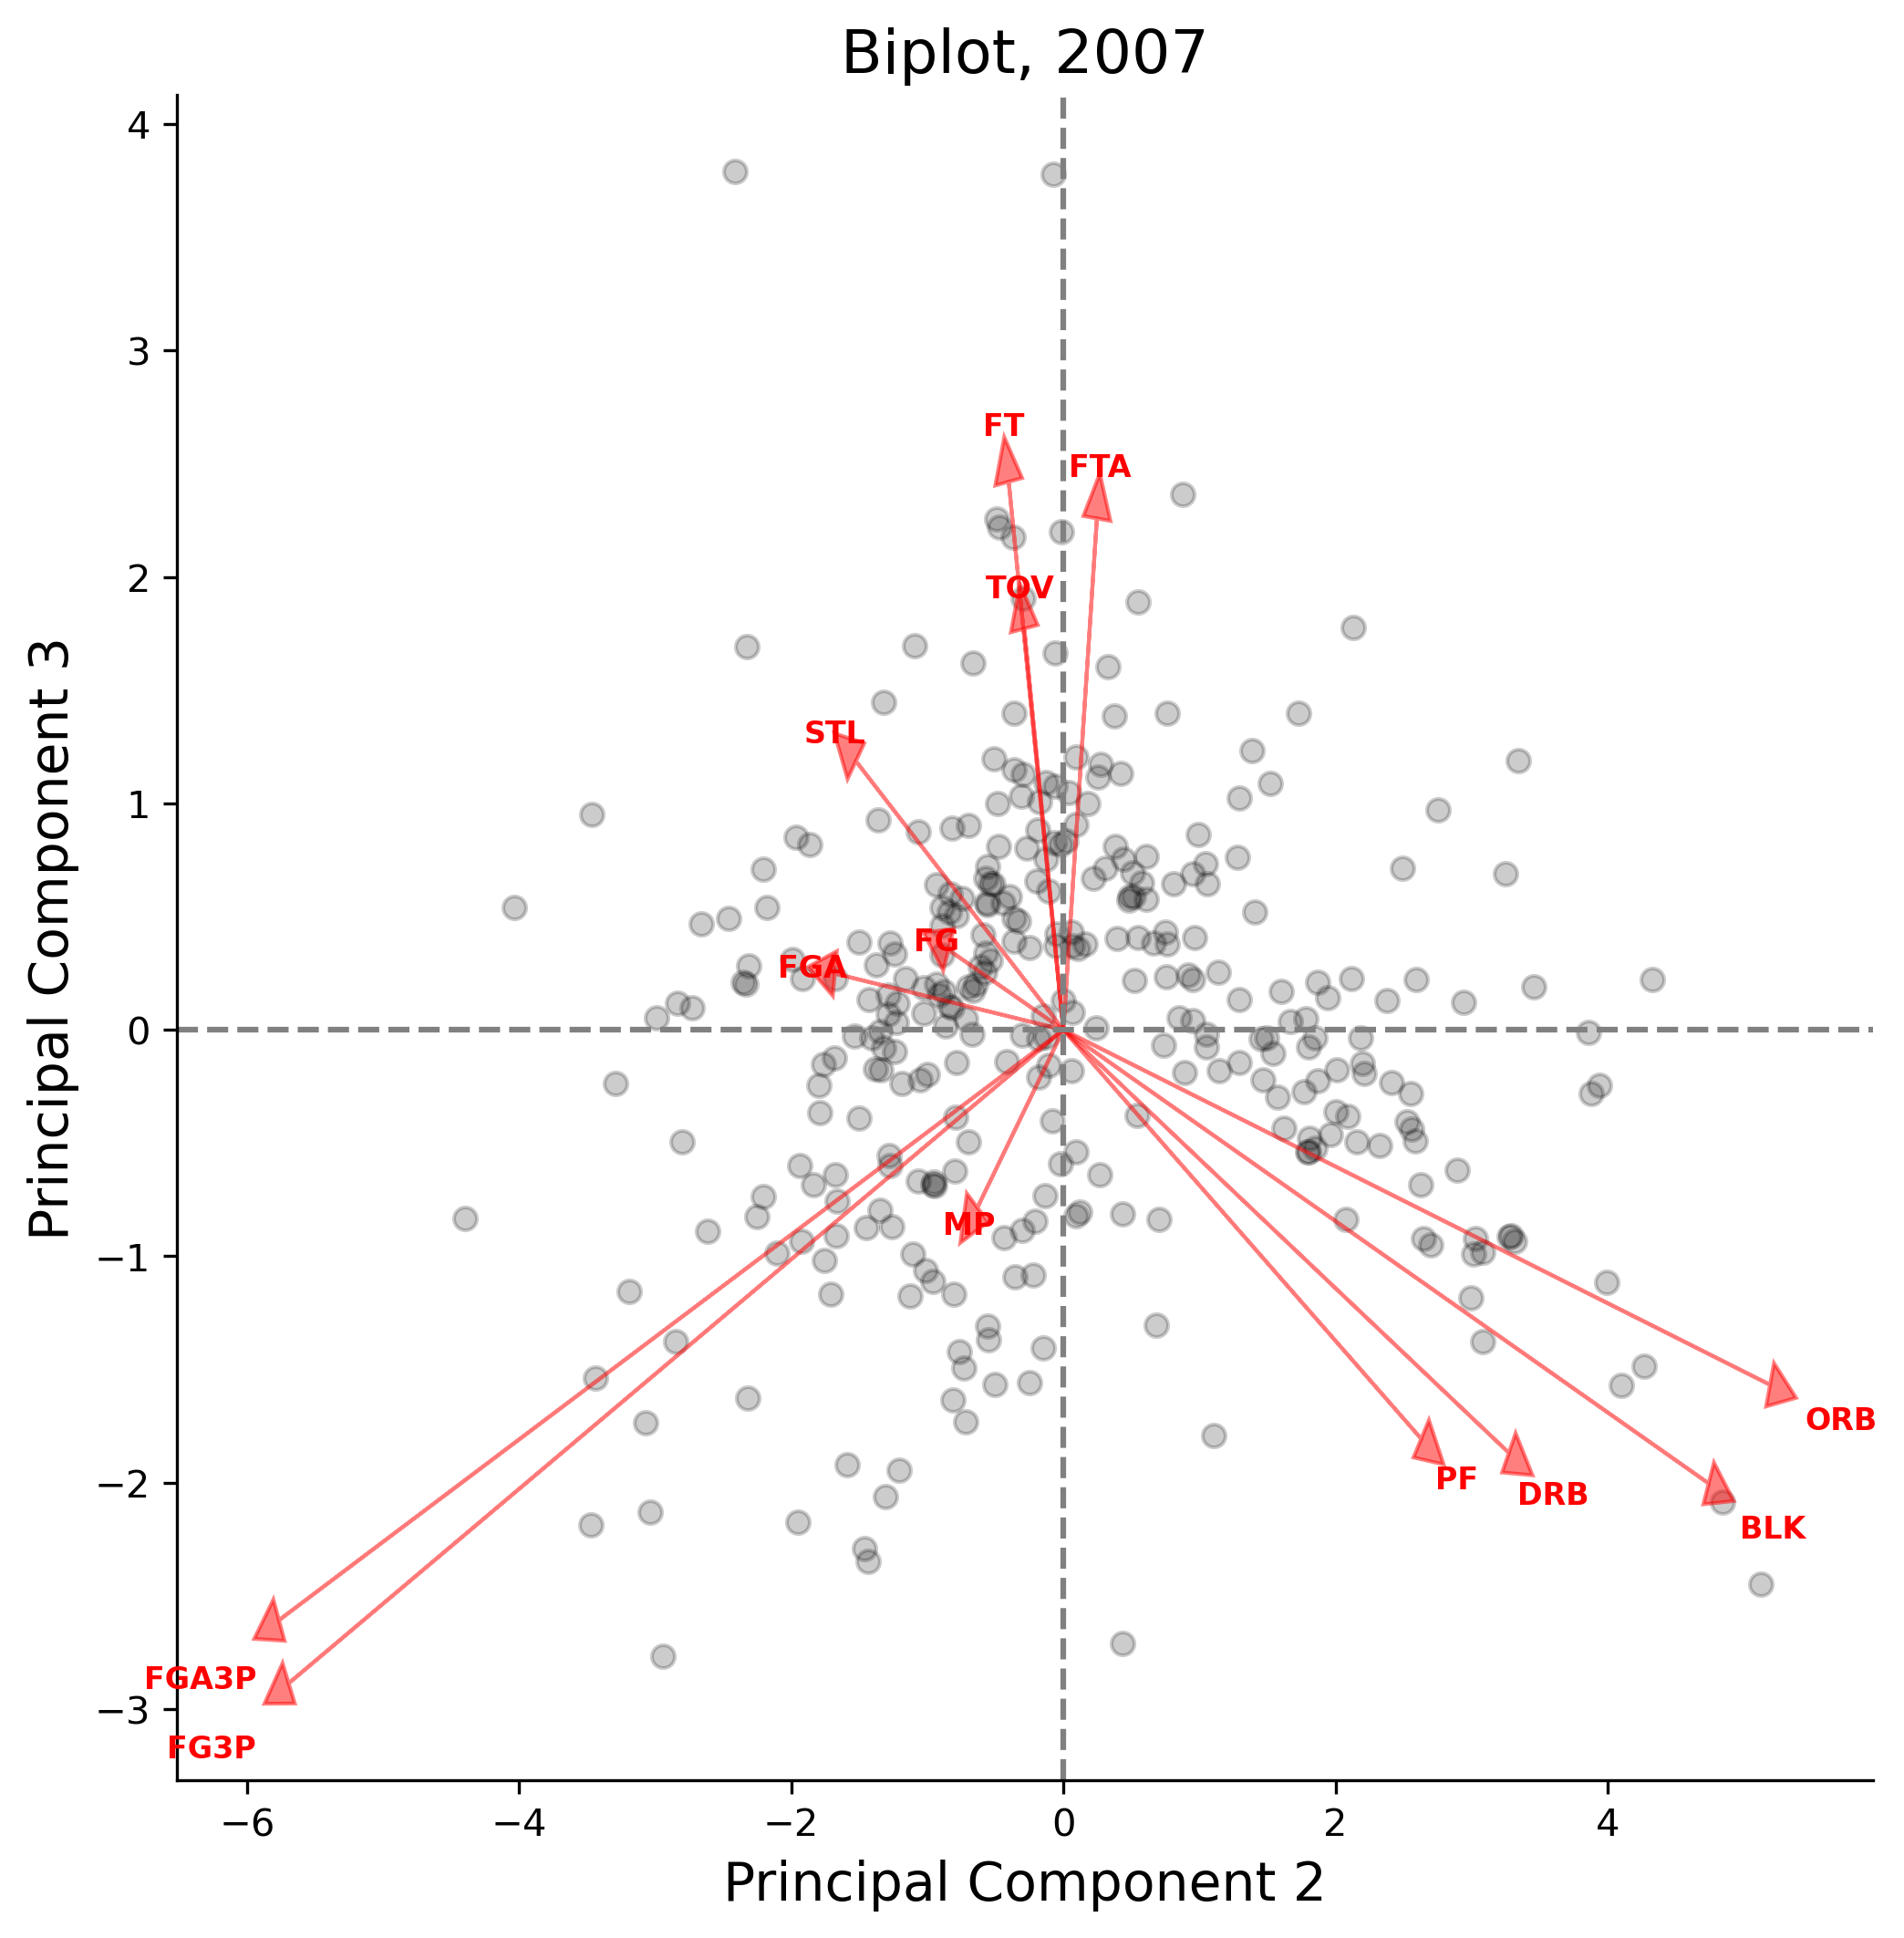 Biplot, 2007
4
3
2
1
0
−1
−2
−3
Principal Component 3
FT
FTA
TOV
STL
FG
FGA
MP
ORB
PF
DRB
BLK
FGA3P
FG3P
−6 −4 −2 0 2 4
Principal Component 2